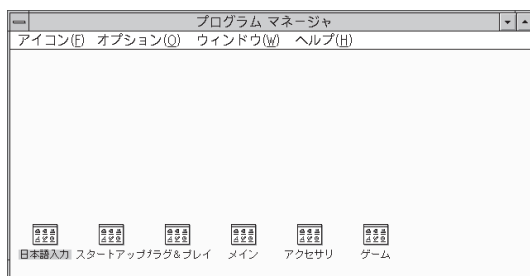 プログラム マネージャ
アイコン(F) オプション(O) ウィンドウ(W) ヘルプ(H)
日本語入力 スタートアップ プラグ&プレイ メイン アクセサリ ゲーム